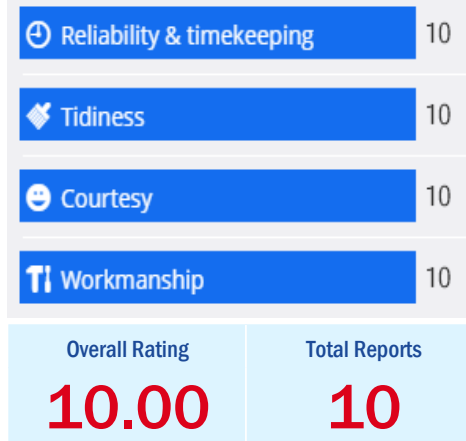 Reliability & timekeeping 10
Tidiness 10
Courtesy 10
Workmanship 10
Overall Rating Total Reports
10.00 10